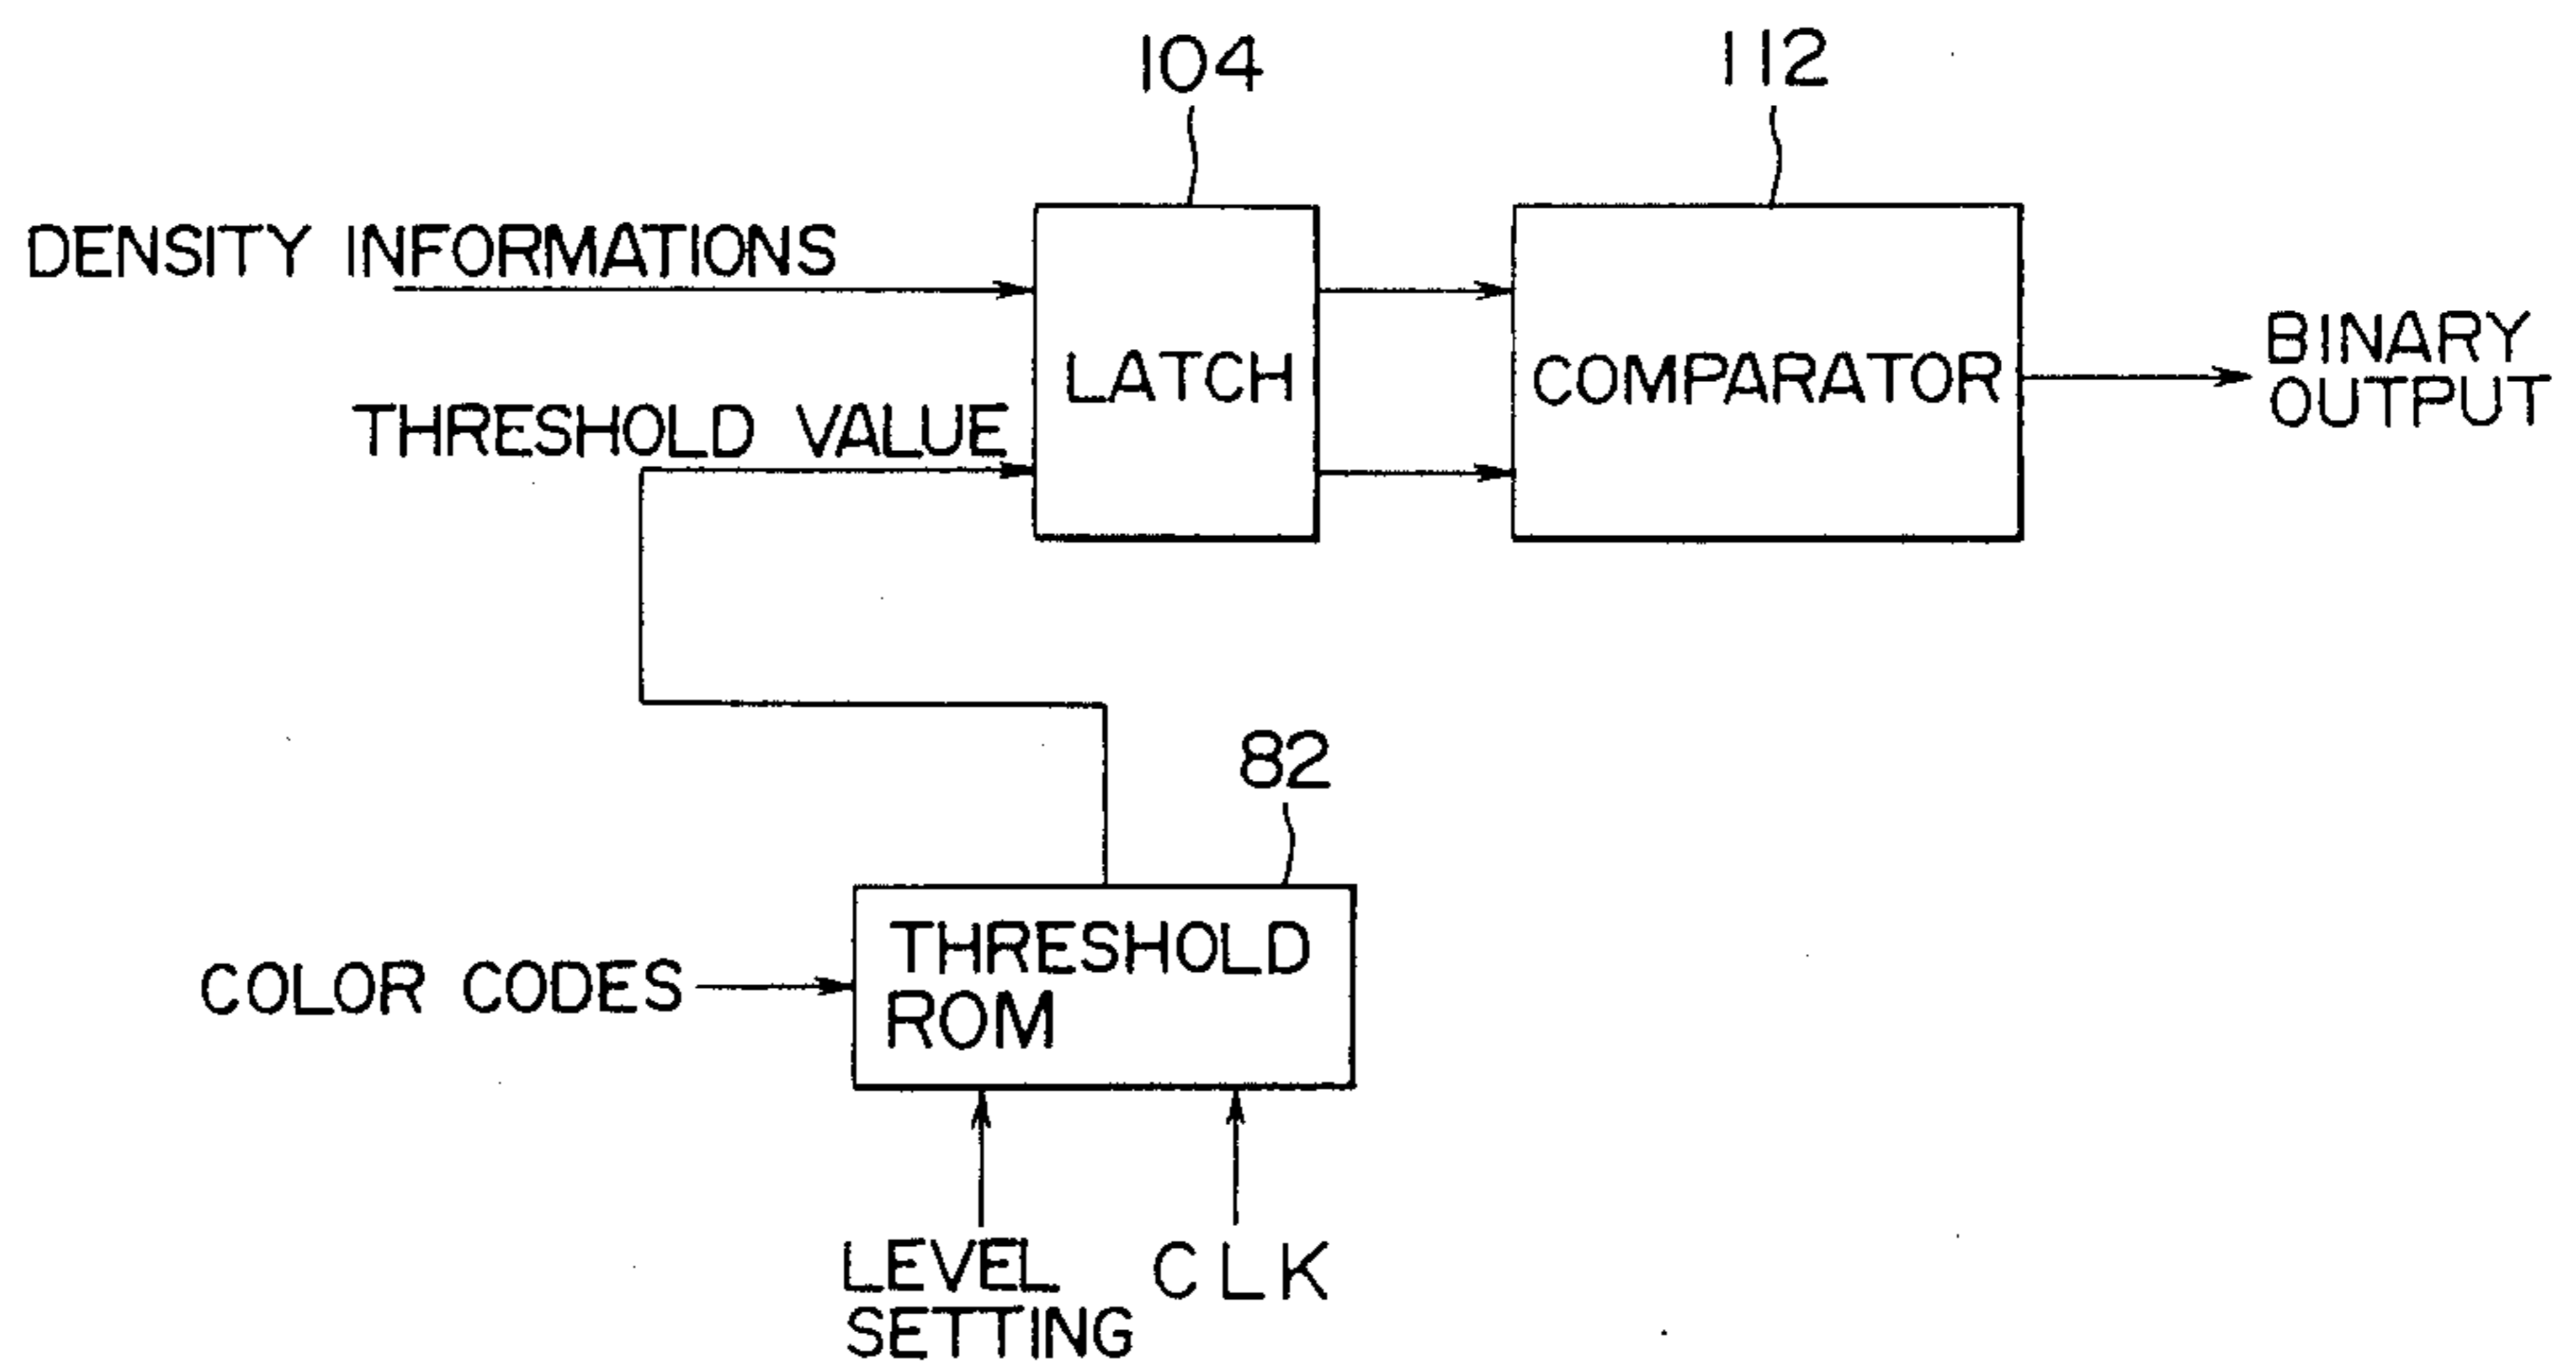 104
112
DENSITY INFORMATIONS
THRESHOLD VALUE
LATCH
COMPARATOR
BINARY
OUTPUT
82
THRESHOLD
ROM
COLOR CODES
LEVEL
SETTING
CLK